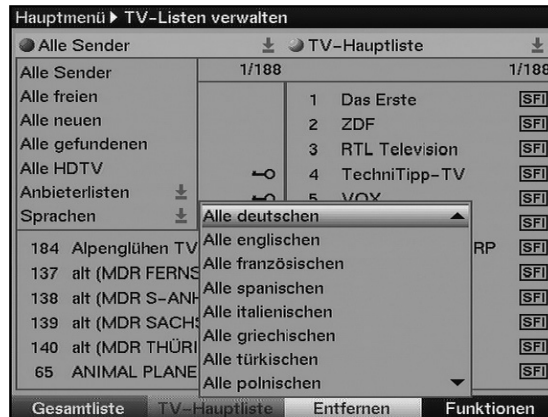 Hauptmenü TV-Listen verwalten
Alle Sender
TV-Hauptliste
1/188
1/188
Alle Sender
Alle freien
Alle neuen
Alle gefundenen
Alle HDTV
Anbieterlisten
Sprachen
1 Das Erste SFI
2 ZDF SFI
3 RTL Television SFI
4 TechniTipp-TV SFI
5 VOX SFI
SFI
RP SFI
SFI
SFI
SFI
SFI
184 Alpenglühen TV
137 alt (MDR FERNS
138 alt (MDR S-ANH
139 alt (MDR SACHS
140 alt (MDR THÜRI
65 ANIMAL PLANE
Alle deutschen
Alle englischen
Alle französischen
Alle spanischen
Alle italienischen
Alle griechischen
Alle türkischen
Alle polnischen
Gesamtliste TV-Hauptliste Entfernen Funktionen